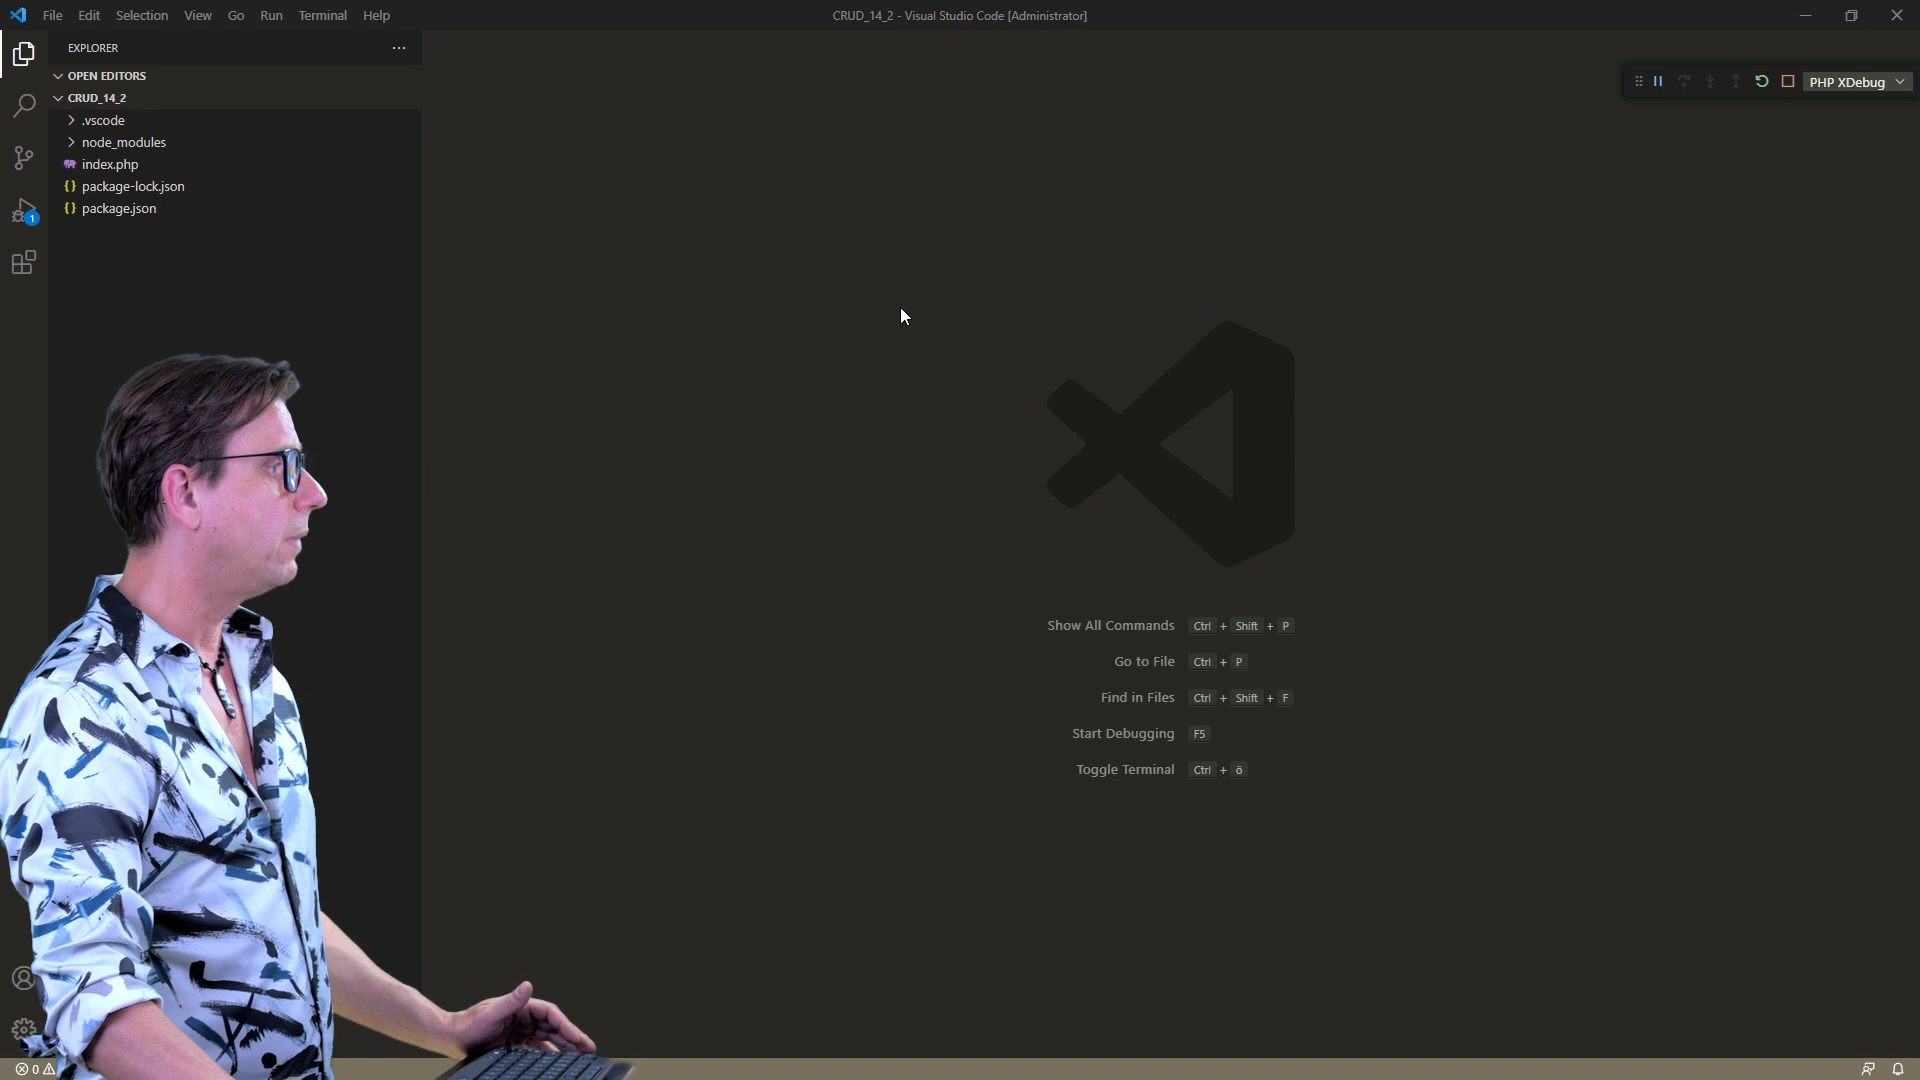 File Edit Selection View Go Run Terminal Help
CRUD_14_2 - Visual Studio Code [Administrator]
EXPLORER
OPEN EDITORS
PHP XDebug
CRUD_14_2
.vscode
node_modules
index.php
package-lock.json
package.json
1
Show All Commands Ctrl + Shift + P
Go to File Ctrl + P
Find in Files Ctrl + Shift + F
Start Debugging F5
Toggle Terminal Ctrl + ö
0